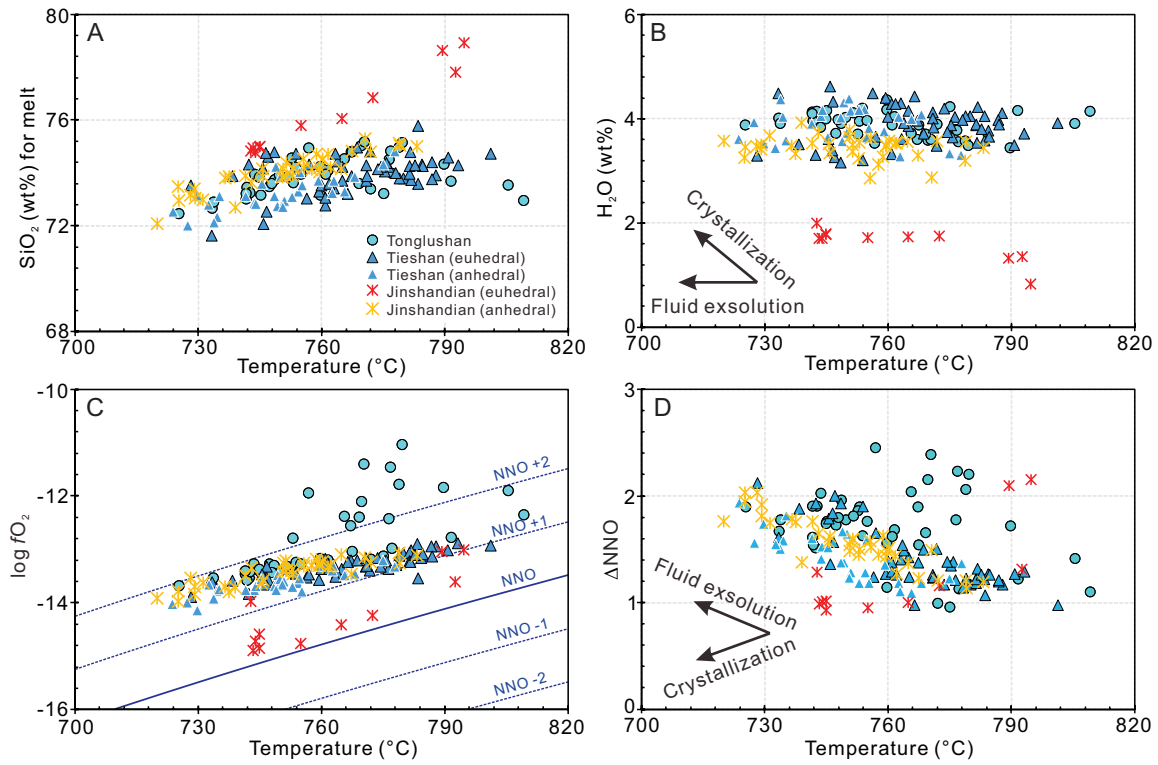 A
SiO2 (wt%) for melt
80
76
72
68
700
730
760
790
820
Temperature (°C)
Tonglushan
Tieshan (euhedral)
Tieshan (anhedral)
Jinshandian (euhedral)
Jinshandian (anhedral)
B
H2O (wt%)
6
4
2
0
Crystallization
Fluid exsolution
700
730
760
790
820
Temperature (°C)
C
log fO2
-10
-12
-14
-16
NNO +2
NNO +1
NNO
NNO -1
NNO -2
700
730
760
790
820
Temperature (°C)
D
ΔNNO
3
2
1
0
Fluid exsolution
Crystallization
700
730
760
790
820
Temperature (°C)